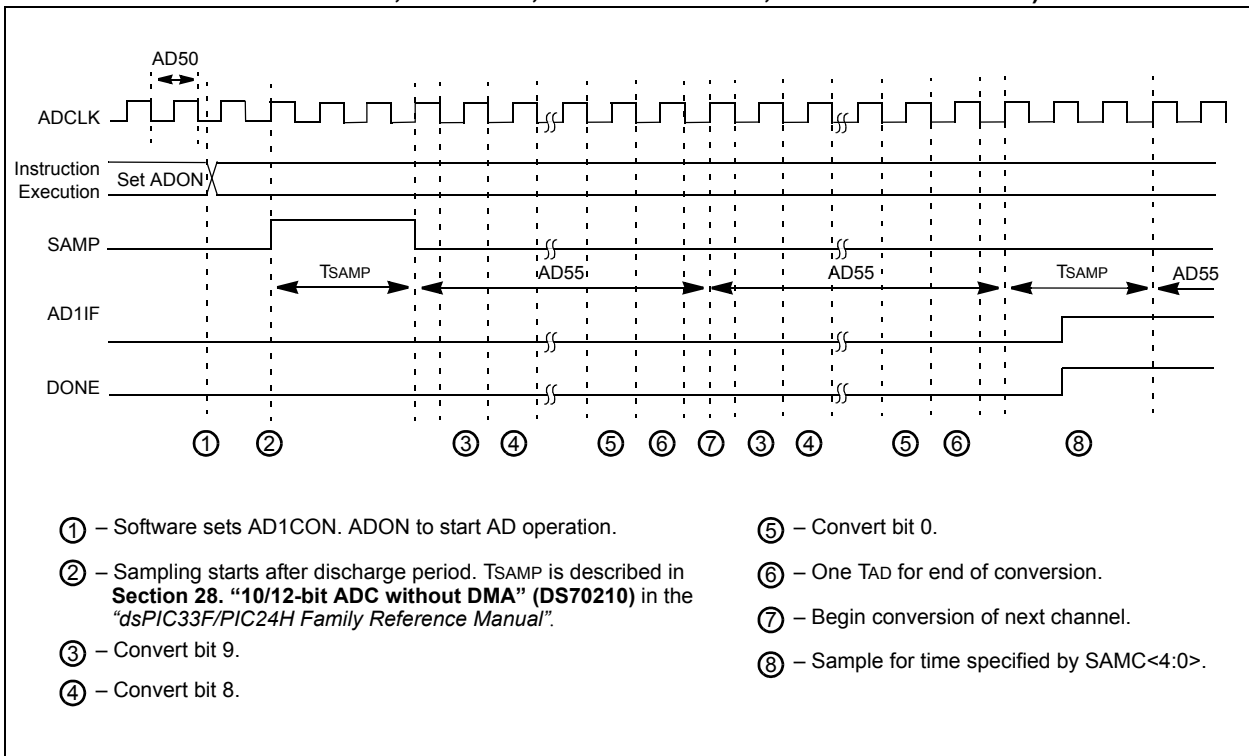 AD50
ADCLK
Instruction
Execution
Set ADON
SAMP
TSAMP
AD55
AD55
TSAMP
AD55
AD1IF
DONE
1 2 3 4 5 6 7 3 4 5 6 8
1 – Software sets AD1CON. ADON to start AD operation.
2 – Sampling starts after discharge period. TSAMP is described in
Section 28. “10/12-bit ADC without DMA” (DS70210) in the
“dsPIC33F/PIC24H Family Reference Manual”.
3 – Convert bit 9.
4 – Convert bit 8.
5 – Convert bit 0.
6 – One TAD for end of conversion.
7 – Begin conversion of next channel.
8 – Sample for time specified by SAMC<4:0>.